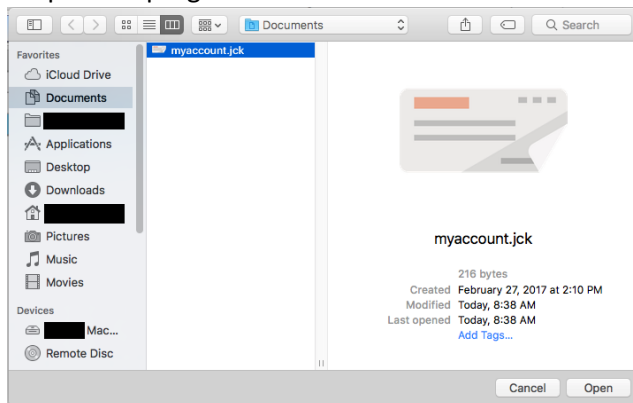 Documents
Search
Favorites
iCloud Drive
Documents
Applications
Desktop
Downloads
Pictures
Music
Movies
Devices
Mac...
Remote Disc
myaccount.jck
myaccount.jck
216 bytes
Created February 27, 2017 at 2:10 PM
Modified Today, 8:38 AM
Last opened Today, 8:38 AM
Add Tags...
Cancel
Open